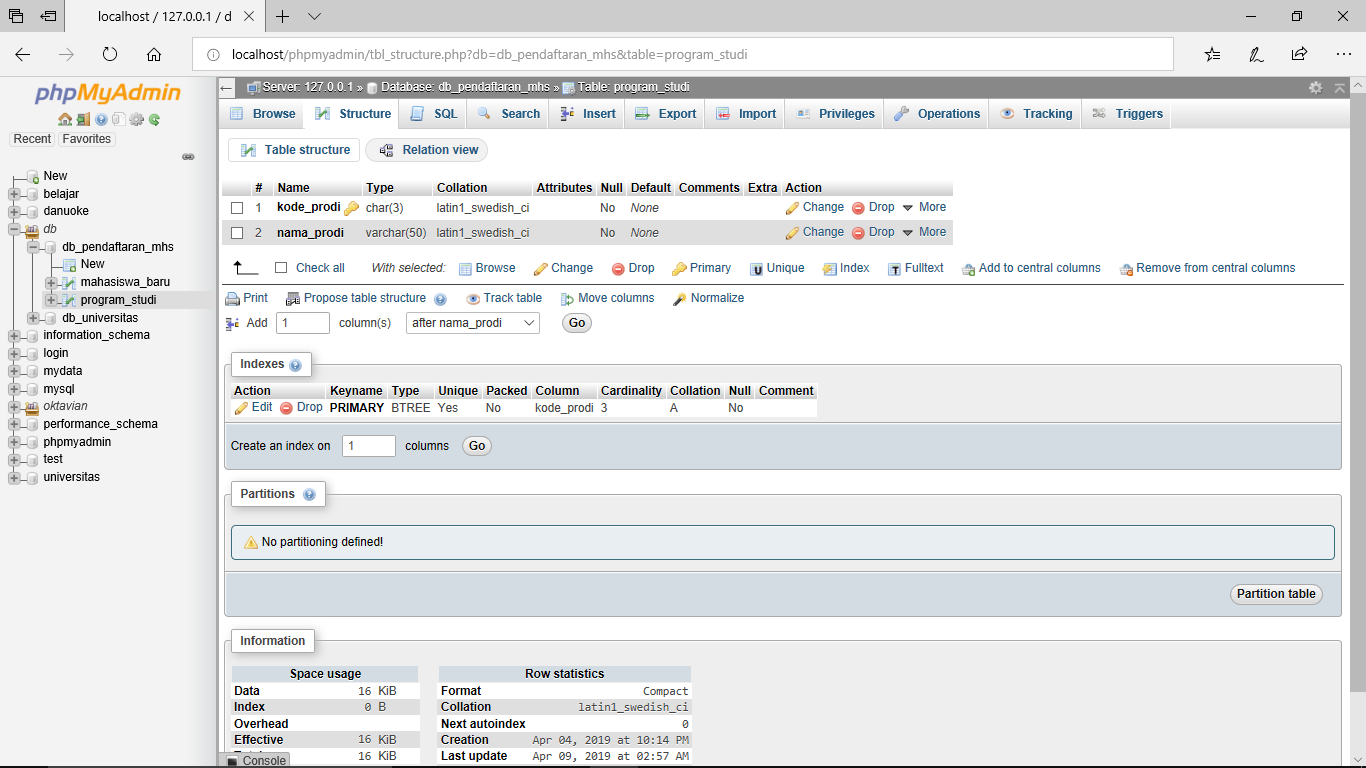 localhost / 127.0.0.1 / d
localhost/phpmyadmin/tbl_structure.php?db=db_pendaftaran_mhs&table=program_studi
phpMyAdmin
Recent Favorites
New
belajar
danuoke
db
db_pendaftaran_mhs
New
mahasiswa_baru
program_studi
db_universitas
information_schema
login
mydata
mysql
oktavian
performance_schema
phpmyadmin
test
universitas
Server: 127.0.0.1 » Database: db_pendaftaran_mhs » Table: program_studi
Browse Structure SQL Search Insert Export Import Privileges Operations Tracking Triggers
Table structure Relation view
# Name Type Collation Attributes Null Default Comments Extra Action
1 kode_prodi char(3) latin1_swedish_ci No None Change Drop More
2 nama_prodi varchar(50) latin1_swedish_ci No None Change Drop More
Check all With selected: Browse Change Drop Primary Unique Index Fulltext Add to central columns Remove from central columns
Print Propose table structure Track table Move columns Normalize
Add 1 column(s) after nama_prodi Go
Indexes
Action Keyname Type Unique Packed Column Cardinality Collation Null Comment
Edit Drop PRIMARY BTREE Yes No kode_prodi 3 A No
Create an index on 1 columns Go
Partitions
No partitioning defined!
Partition table
Information
Space usage
Data 16 KiB
Index 0 B
Overhead
Effective 16 KiB
16 KiB
Row statistics
Format Compact
Collation latin1_swedish_ci
Next autoindex 0
Creation Apr 04, 2019 at 10:14 PM
Last update Apr 09, 2019 at 02:57 AM
Console